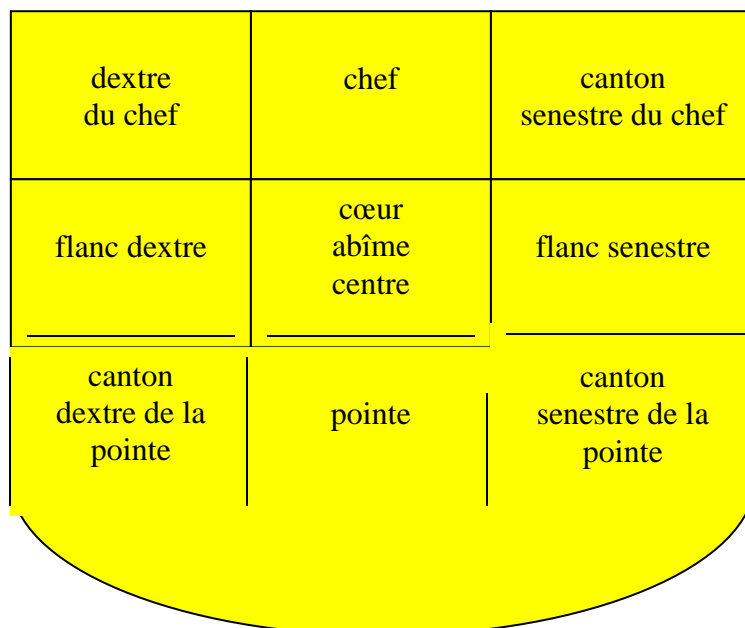 dextre
du chef
chef
canton
senestre du chef
flanc dextre
cœur
abîme
centre
flanc senestre
canton
dextre de la
pointe
pointe
canton
senestre de la
pointe